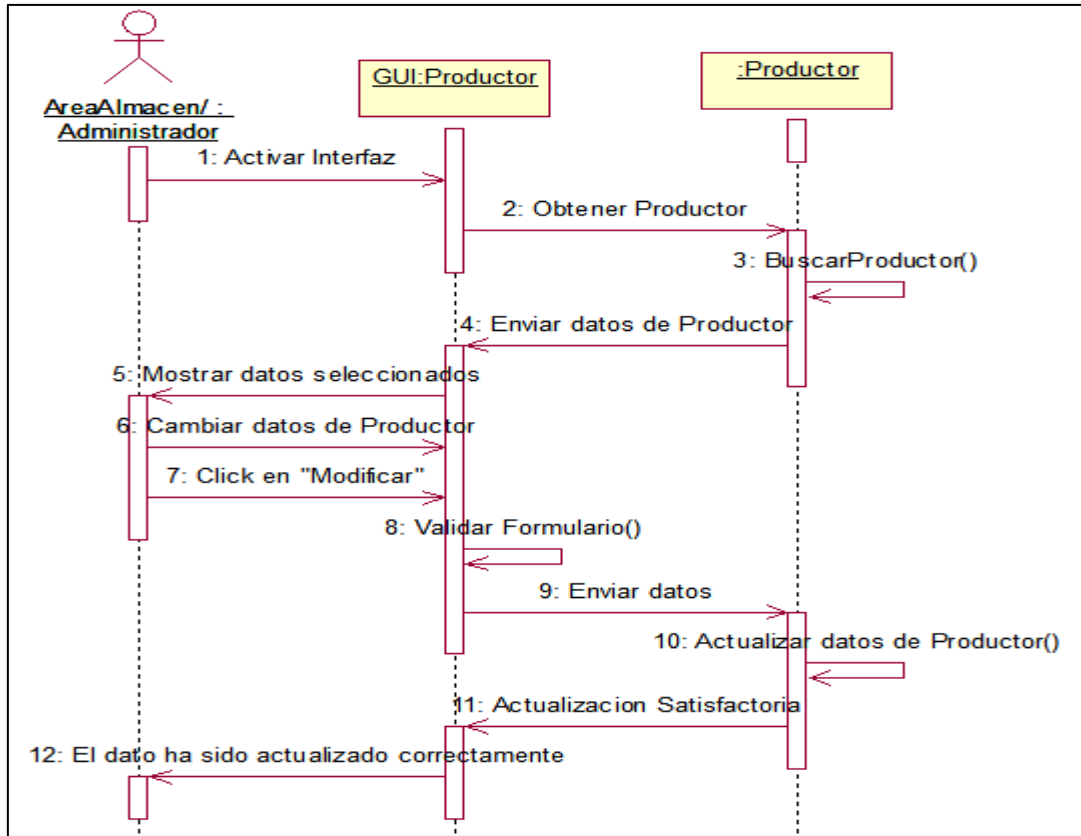 AreaAlmacen/ :
Administrador
GUI:Productor
:Productor
1: Activar Interfaz
2: Obtener Productor
3: BuscarProductor()
4: Enviar datos de Productor
5: Mostrar datos seleccionados
6: Cambiar datos de Productor
7: Click en "Modificar"
8: Validar Formulario()
9: Enviar datos
10: Actualizar datos de Productor()
11: Actualizacion Satisfactoria
12: El dato ha sido actualizado correctamente